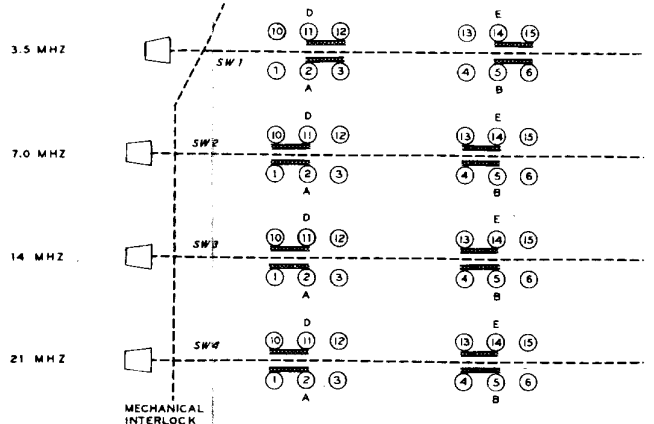 D E
10 11 12 13 14 15
3.5 MHZ
SW 1
1 2 3 4 5 6
A B
D E
10 11 12 13 14 15
7.0 MHZ SW2
1 2 3 4 5 6
A B
D E
10 11 12 13 14 15
14 MHZ SW3
1 2 3 4 5 6
A B
D E
10 11 12 13 14 15
21 MHZ SW4
1 2 3 4 5 6
A B
MECHANICAL
INTERLOCK